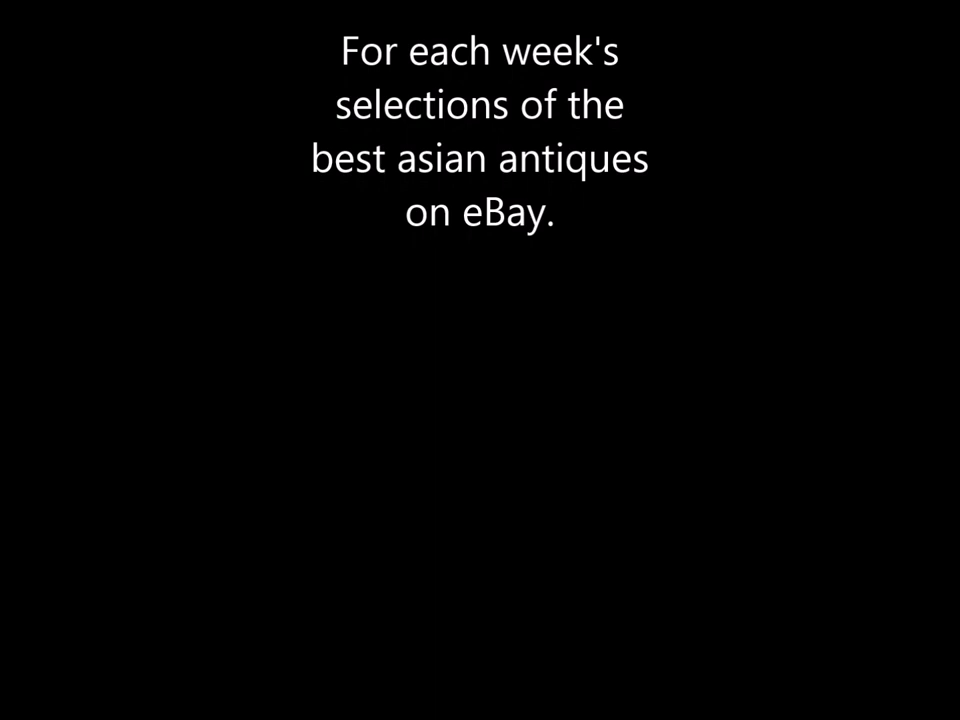 For each week's
selections of the
best asian antiques
on eBay.